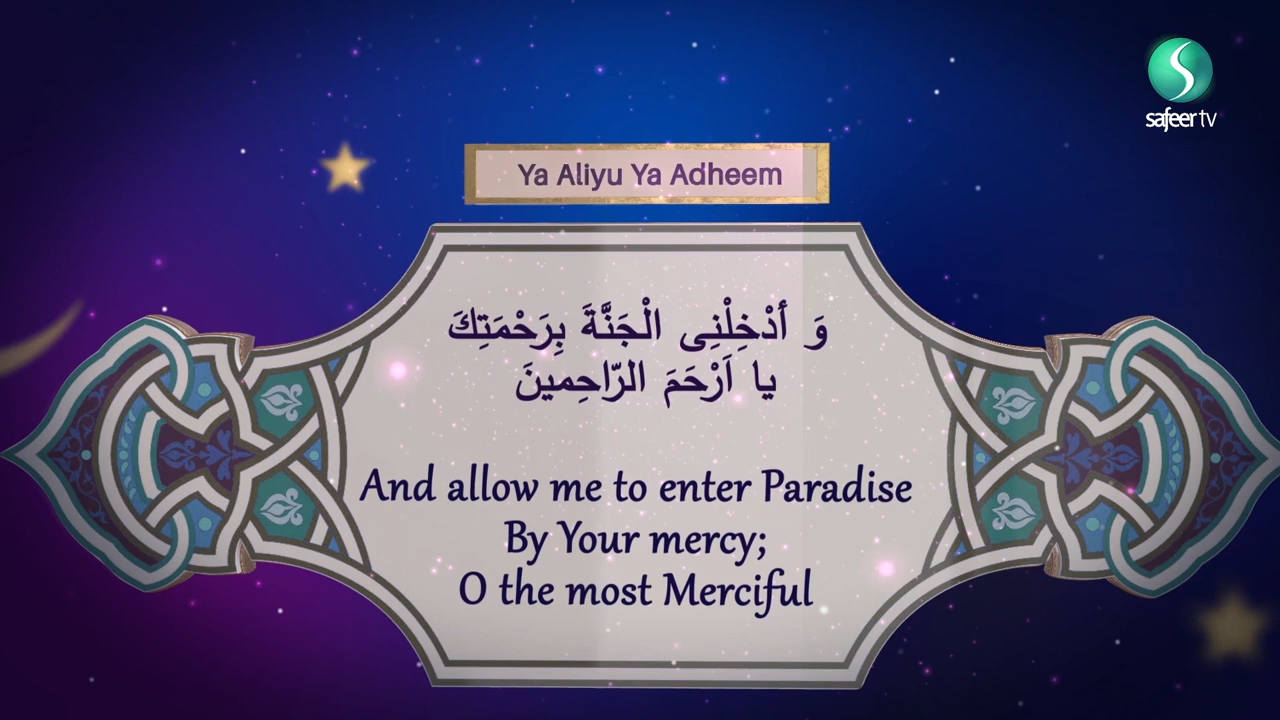 safeer tv
Ya Aliyu Ya Adheem
وَ أَدْخِلْنِى الْجَنَّةَ بِرَحْمَتِكَ
يا اَرْحَمَ الرّاحِمينَ
And allow me to enter Paradise
By Your mercy;
O the most Merciful